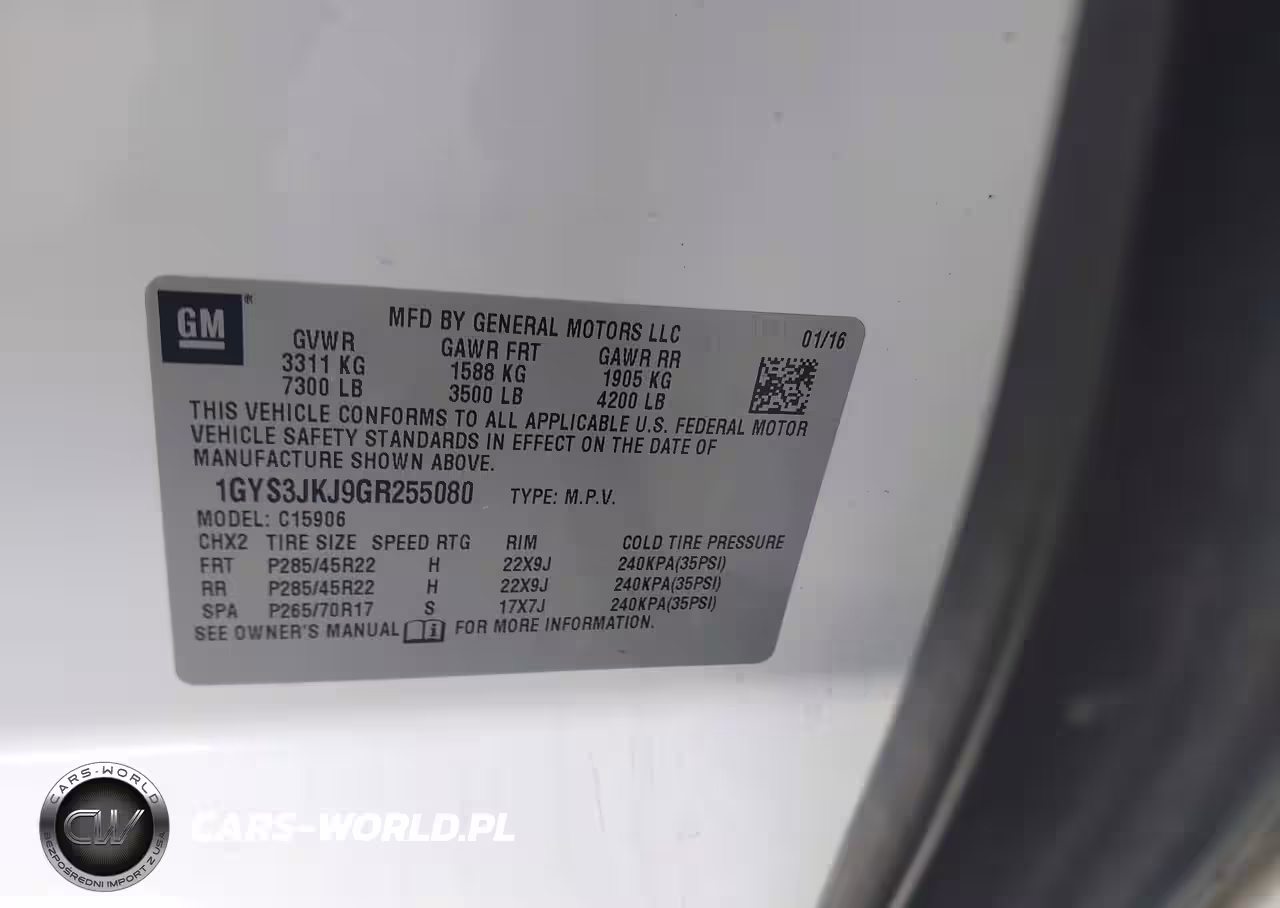 GM®
MFD BY GENERAL MOTORS LLC
01/16
GVWR GAWR FRT GAWR RR
3311 KG 1588 KG 1905 KG
7300 LB 3500 LB 4200 LB
THIS VEHICLE CONFORMS TO ALL APPLICABLE U.S. FEDERAL MOTOR
VEHICLE SAFETY STANDARDS IN EFFECT ON THE DATE OF
MANUFACTURE SHOWN ABOVE.
1GYS3JKJ9GR255080 TYPE: M.P.V.
MODEL: C15906
CHX2 TIRE SIZE SPEED RTG RIM COLD TIRE PRESSURE
FRT P285/45R22 H 22X9J 240KPA(35PSI)
RR P285/45R22 H 22X9J 240KPA(35PSI)
SPA P265/70R17 S 17X7J 240KPA(35PSI)
SEE OWNER'S MANUAL FOR MORE INFORMATION.
CARS-WORLD
CW
BEZPOŚREDNI IMPORT Z USA
CARS-WORLD.PL